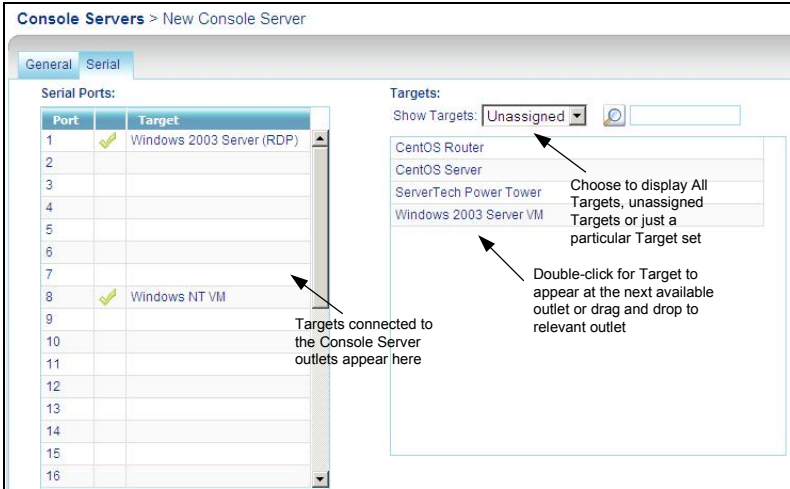 Console Servers > New Console Server
General Serial
Serial Ports:
Port Target
1 Windows 2003 Server (RDP)
2
3
4
5
6
7
8 Windows NT VM
9
10
11
12
13
14
15
16
Targets connected to
the Console Server
outlets appear here
Targets:
Show Targets: Unassigned
CentOS Router
CentOS Server
ServerTech Power Tower
Windows 2003 Server VM
Choose to display All
Targets, unassigned
Targets or just a
particular Target set
Double-click for Target to
appear at the next available
outlet or drag and drop to
relevant outlet